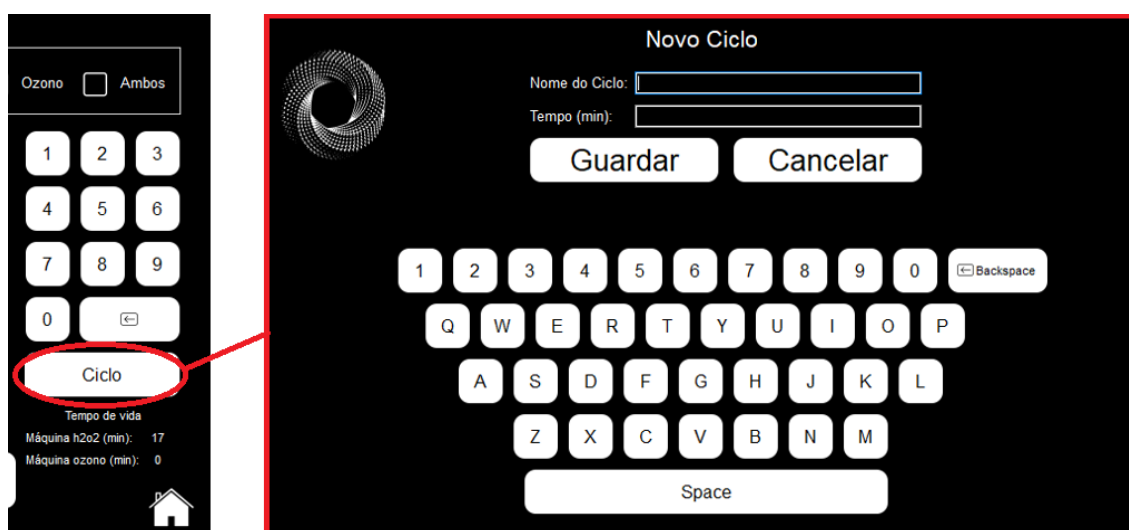 Ozono Ambos
1 2 3
4 5 6
7 8 9
0
Ciclo
Tempo de vida
Máquina h2o2 (min): 17
Máquina ozono (min): 0
Novo Ciclo
Nome do Ciclo:
Tempo (min):
Guardar Cancelar
1 2 3 4 5 6 7 8 9 0 Backspace
Q W E R T Y U I O P
A S D F G H J K L
Z X C V B N M
Space